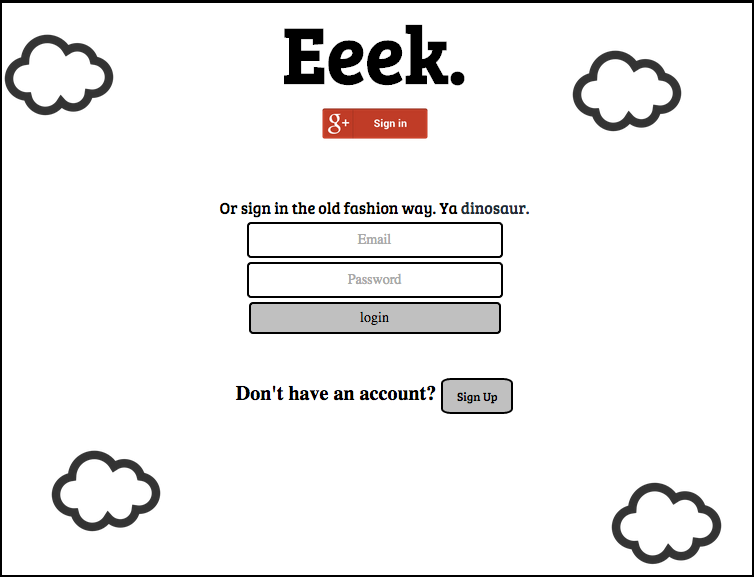 Eeek.
g+ Sign in
Or sign in the old fashion way. Ya dinosaur.
Email
Password
login
Don't have an account? Sign Up